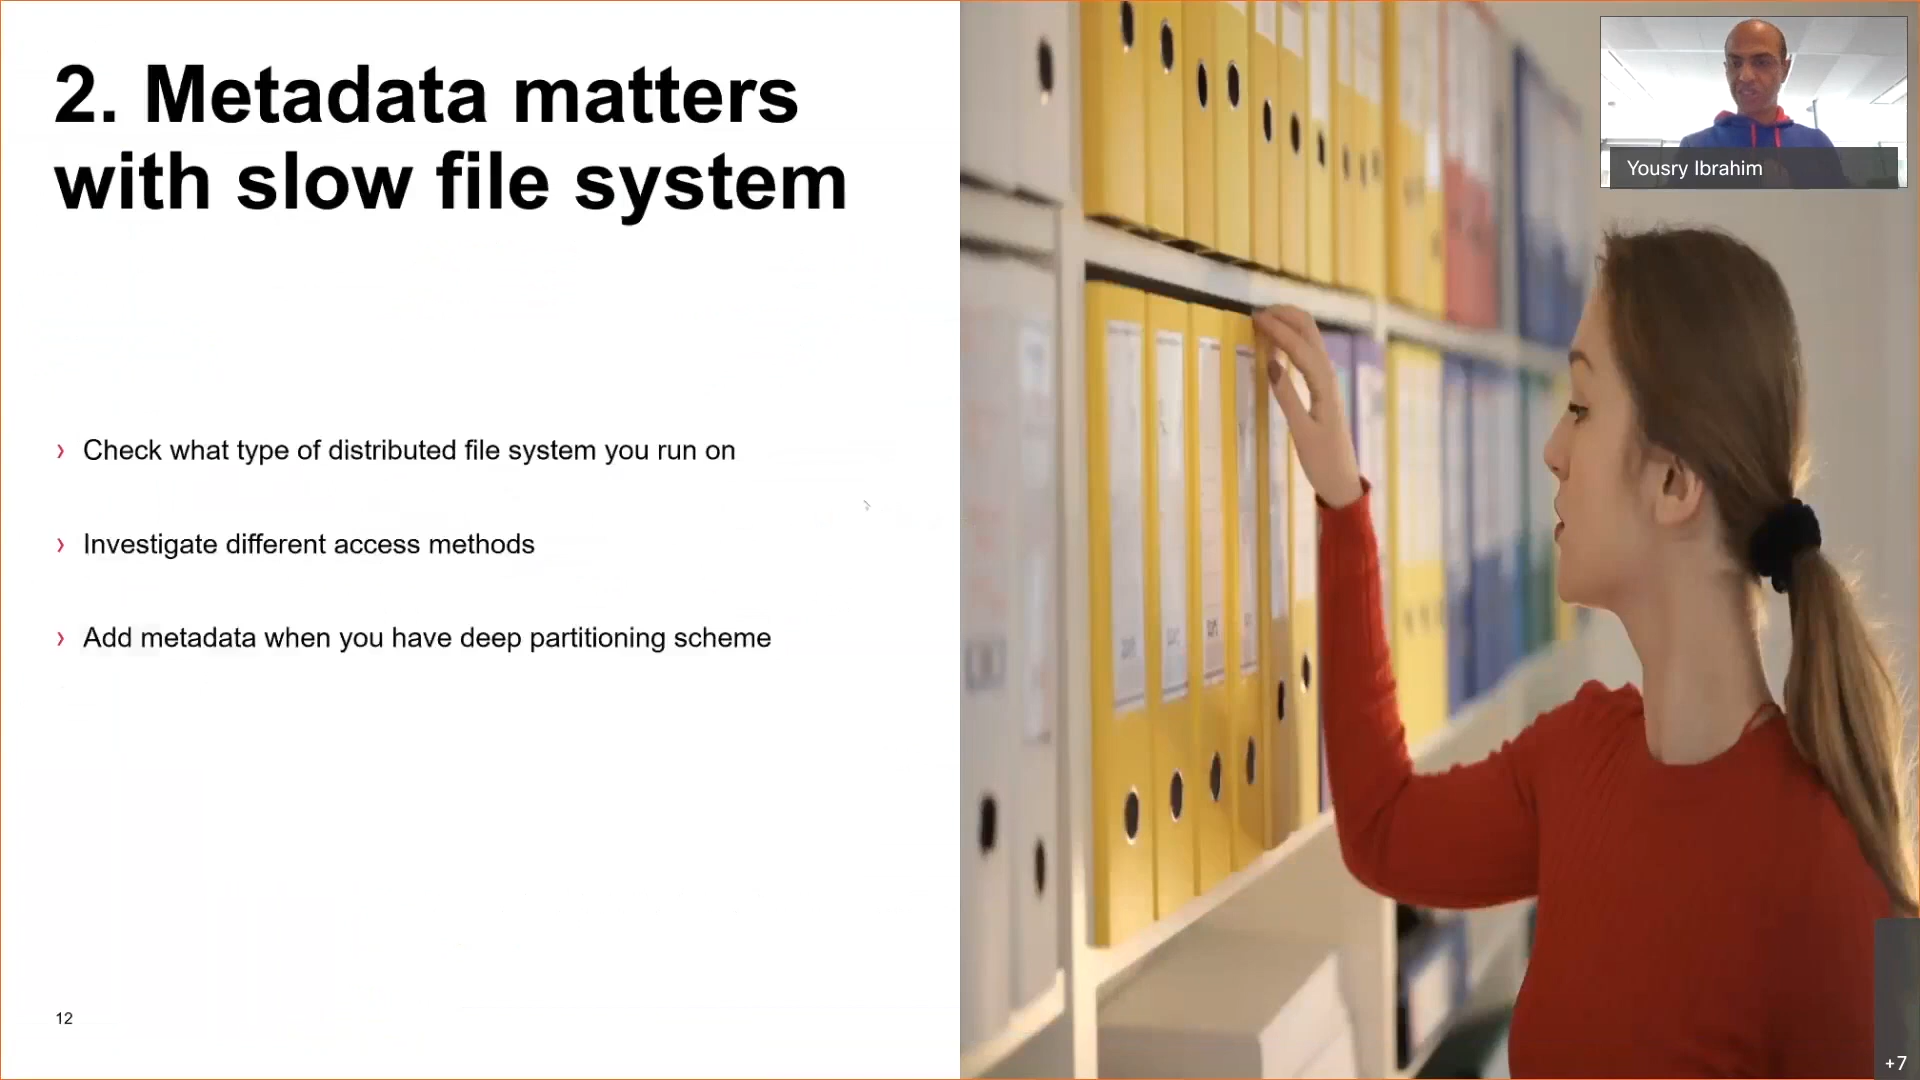 2. Metadata matters
with slow file system
Yousry Ibrahim
› Check what type of distributed file system you run on
› Investigate different access methods
› Add metadata when you have deep partitioning scheme
12
+7